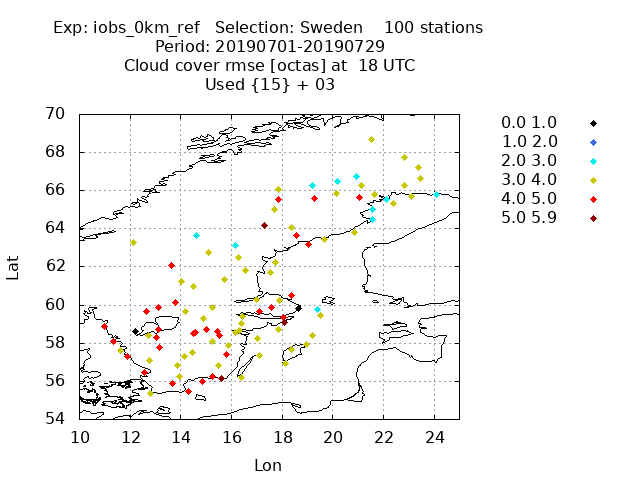 Exp: iobs_0km_ref   Selection: Sweden    100 stations
Period: 20190701-20190729
Cloud cover rmse [octas] at  18 UTC
Used {15} + 03
70
68
66
64
62
60
58
56
54
Lat
10 12 14 16 18 20 22 24
Lon
0.0 1.0
1.0 2.0
2.0 3.0
3.0 4.0
4.0 5.0
5.0 5.9